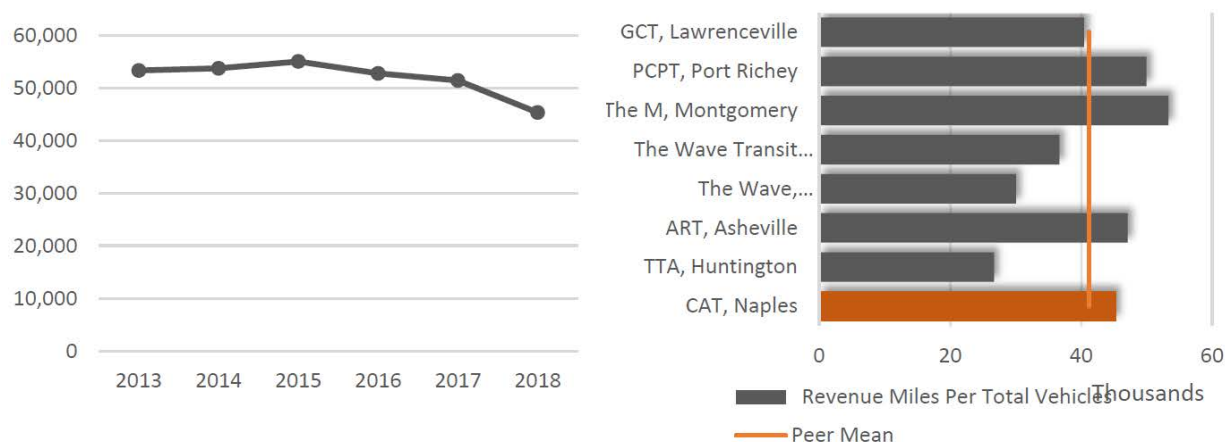 60,000
50,000
40,000
30,000
20,000
10,000
0
2013 2014 2015 2016 2017 2018
GCT, Lawrenceville
PCPT, Port Richey
The M, Montgomery
The Wave Transit...
The Wave,...
ART, Asheville
TTA, Huntington
CAT, Naples
0 20 40 60
Thousands
Revenue Miles Per Total Vehicles
Peer Mean